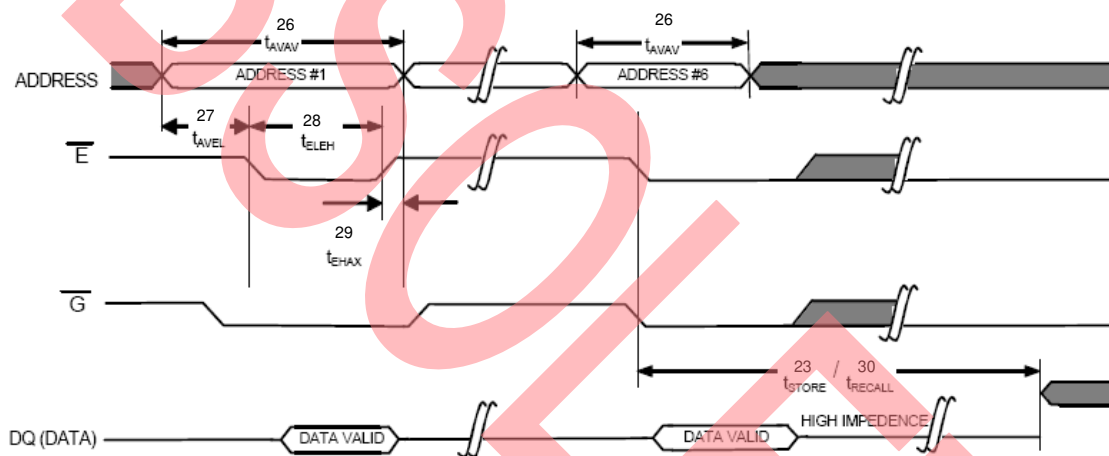 26 26
tAVAV tAVAV
ADDRESS ADDRESS #1 ADDRESS #6
27 28
tAVEL tELEH
E
29
tEHAX
G
23 / 30
tSTORE tRECALL
HIGH IMPEDENCE
DQ (DATA) DATA VALID DATA VALID